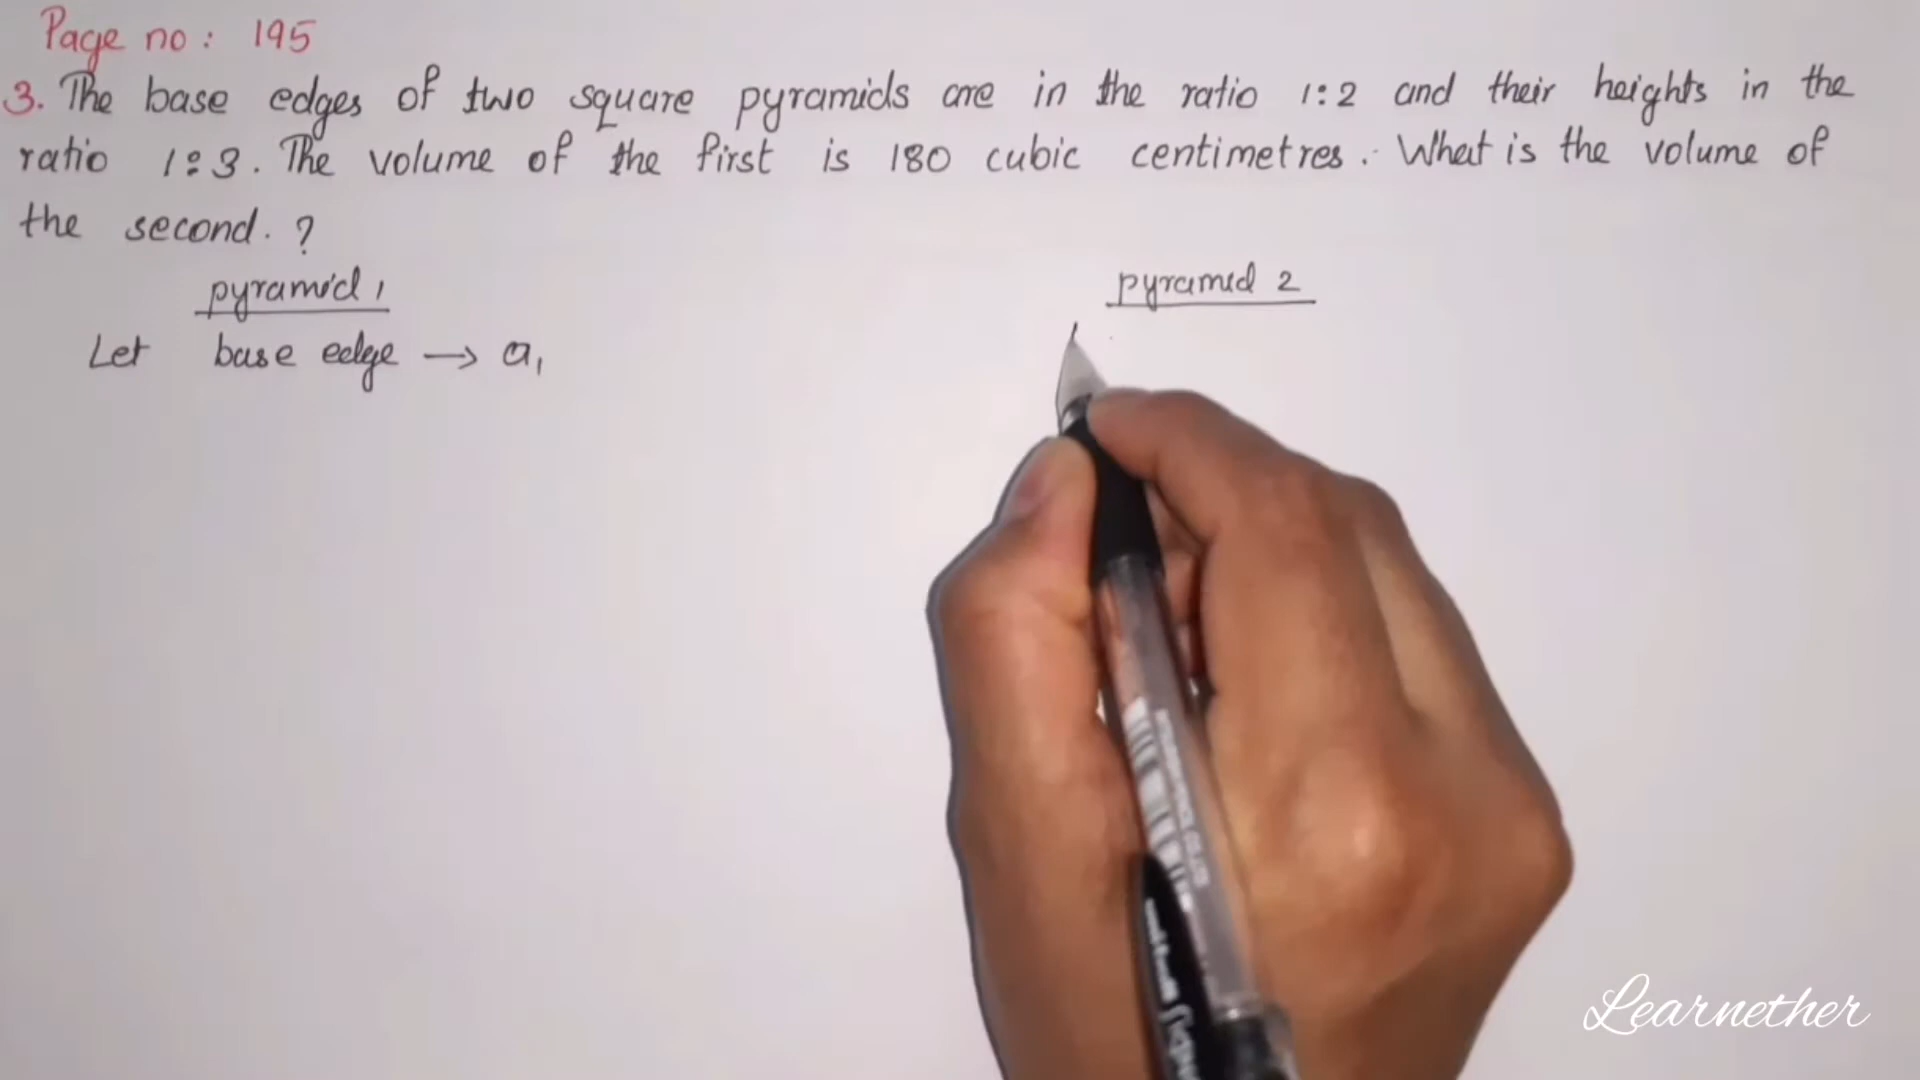 Page no: 195
3. The base edges of two square pyramids are in the ratio 1:2 and their heights in the
ratio 1:3. The volume of the first is 180 cubic centimetres. What is the volume of
the second. ?
pyramid 1
pyramid 2
Let base edge → a₁
Learnether